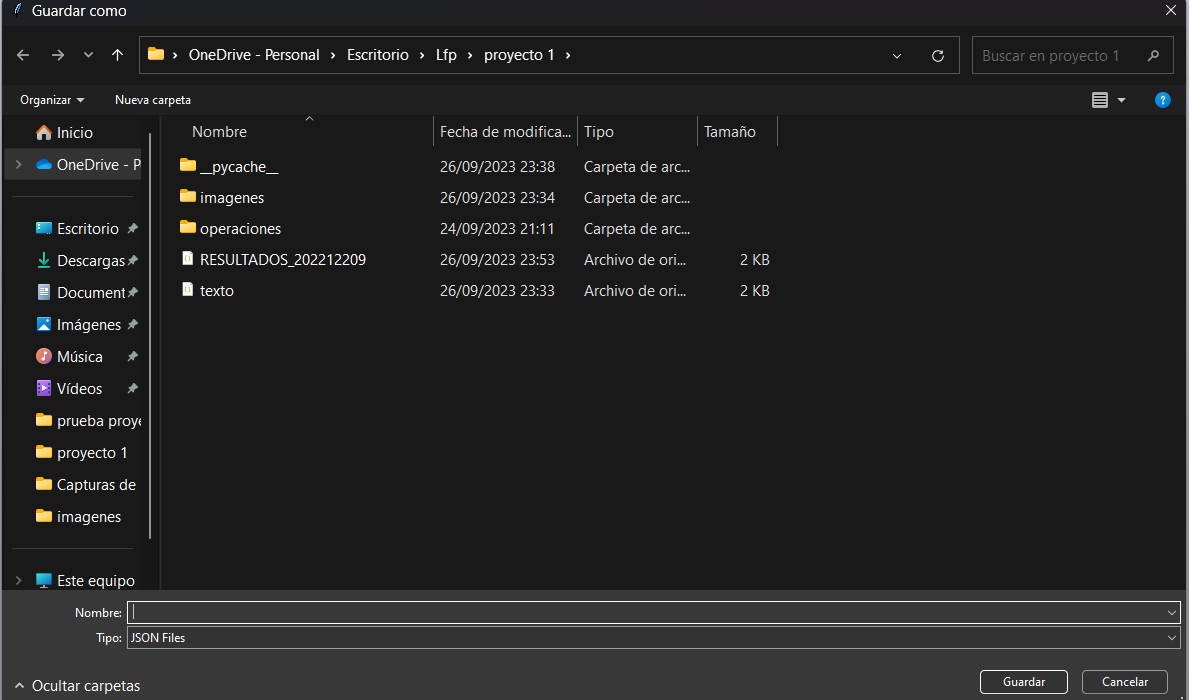 Guardar como
OneDrive - Personal > Escritorio > Lfp > proyecto 1 >
Buscar en proyecto 1
Organizar
Nueva carpeta
Inicio
OneDrive - P
Escritorio
Descargas
Document
Imágenes
Música
Vídeos
prueba proye
proyecto 1
Capturas de
imagenes
Este equipo
Nombre Fecha de modifica... Tipo Tamaño
__pycache__ 26/09/2023 23:38 Carpeta de arc...
imagenes 26/09/2023 23:34 Carpeta de arc...
operaciones 24/09/2023 21:11 Carpeta de arc...
RESULTADOS_202212209 26/09/2023 23:53 Archivo de ori... 2 KB
texto 26/09/2023 23:33 Archivo de ori... 2 KB
Nombre:
Tipo: JSON Files
Ocultar carpetas
Guardar
Cancelar